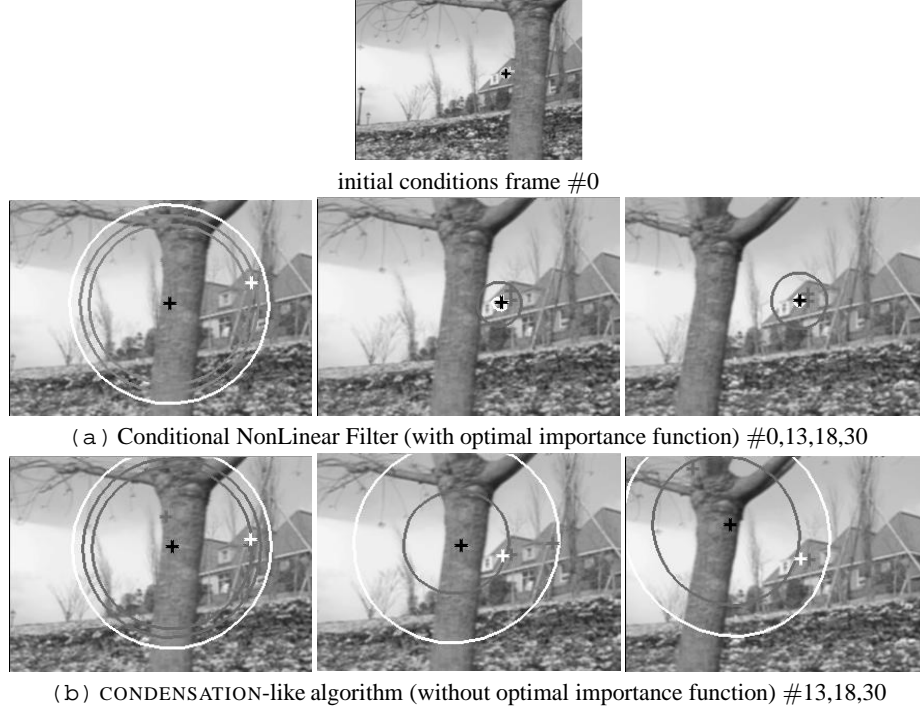 initial conditions frame #0
(a) Conditional NonLinear Filter (with optimal importance function) #0,13,18,30
(b) CONDENSATION-like algorithm (without optimal importance function) #13,18,30